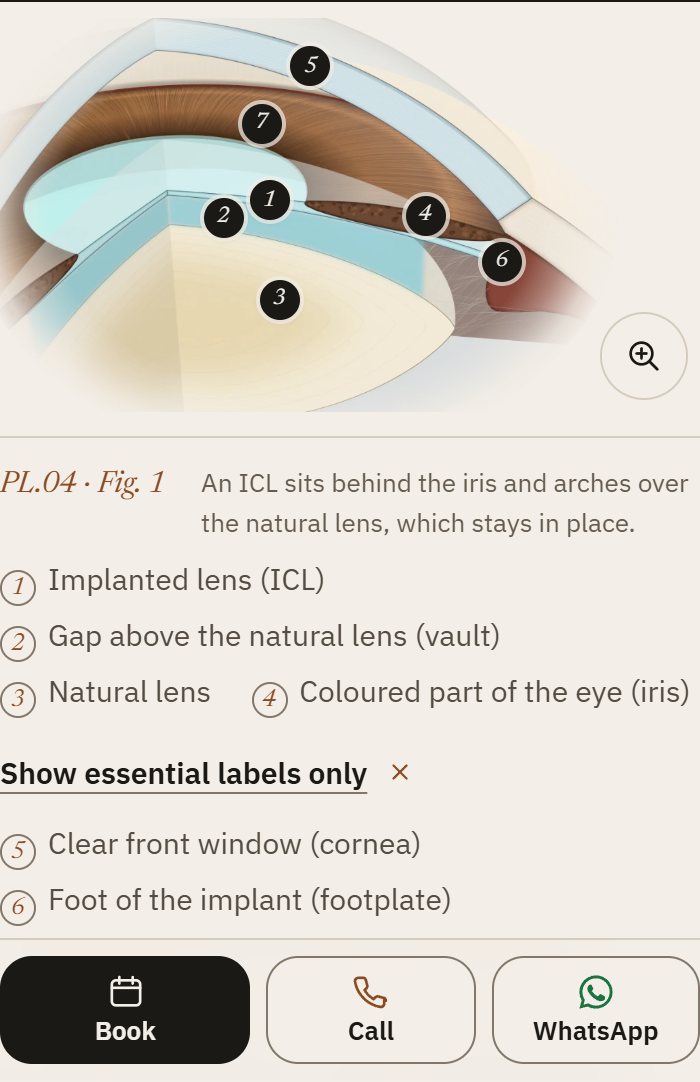 5
7
1
2
4
6
3
PL.04 · Fig. 1
An ICL sits behind the iris and arches over
the natural lens, which stays in place.
1 Implanted lens (ICL)
2 Gap above the natural lens (vault)
3 Natural lens 4 Coloured part of the eye (iris)
Show essential labels only ×
5 Clear front window (cornea)
6 Foot of the implant (footplate)
Book Call WhatsApp